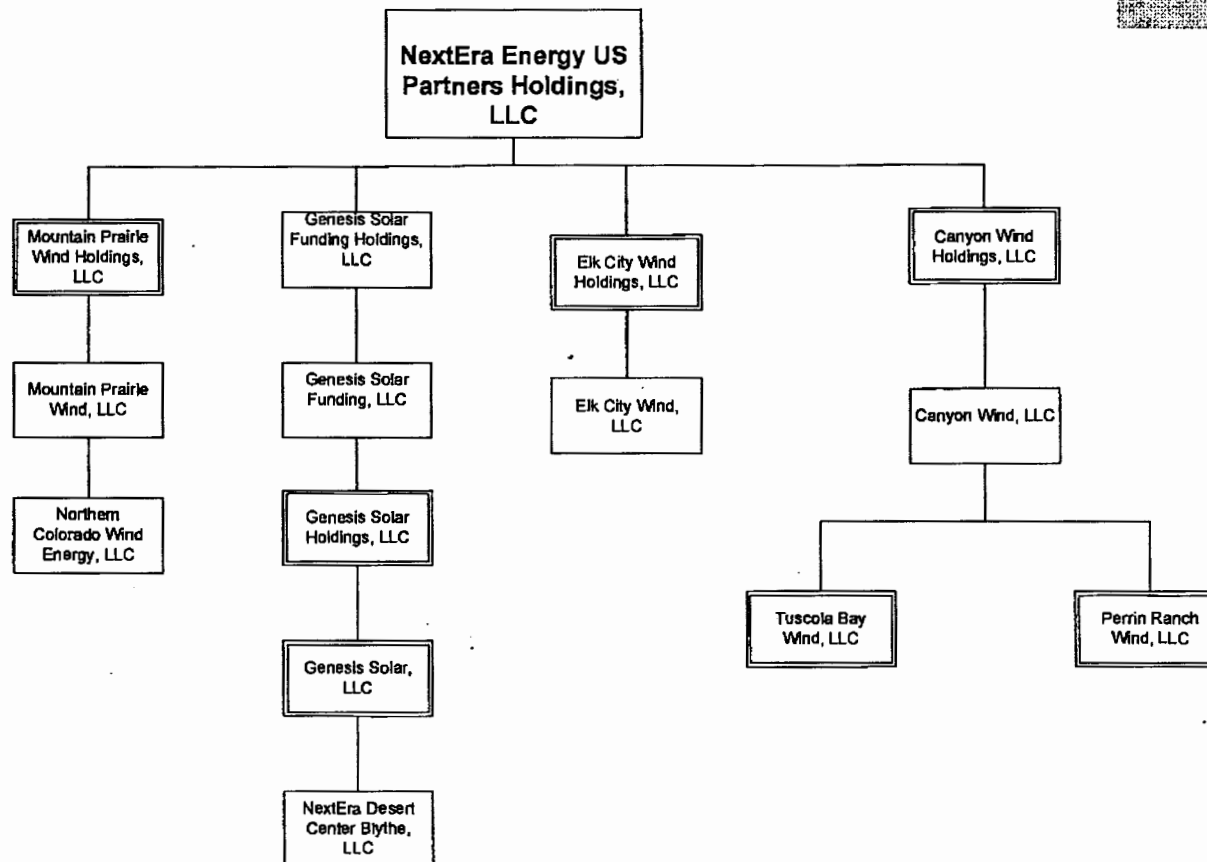 NextEra Energy US
Partners Holdings,
LLC
Mountain Prairie
Wind Holdings,
LLC
Genesis Solar
Funding Holdings,
LLC
Elk City Wind
Holdings, LLC
Canyon Wind
Holdings, LLC
Mountain Prairie
Wind, LLC
Genesis Solar
Funding, LLC
Elk City Wind,
LLC
Canyon Wind, LLC
Northern
Colorado Wind
Energy, LLC
Genesis Solar
Holdings, LLC
Tuscola Bay
Wind, LLC
Perrin Ranch
Wind, LLC
Genesis Solar,
LLC
NextEra Desert
Center Blythe,
LLC